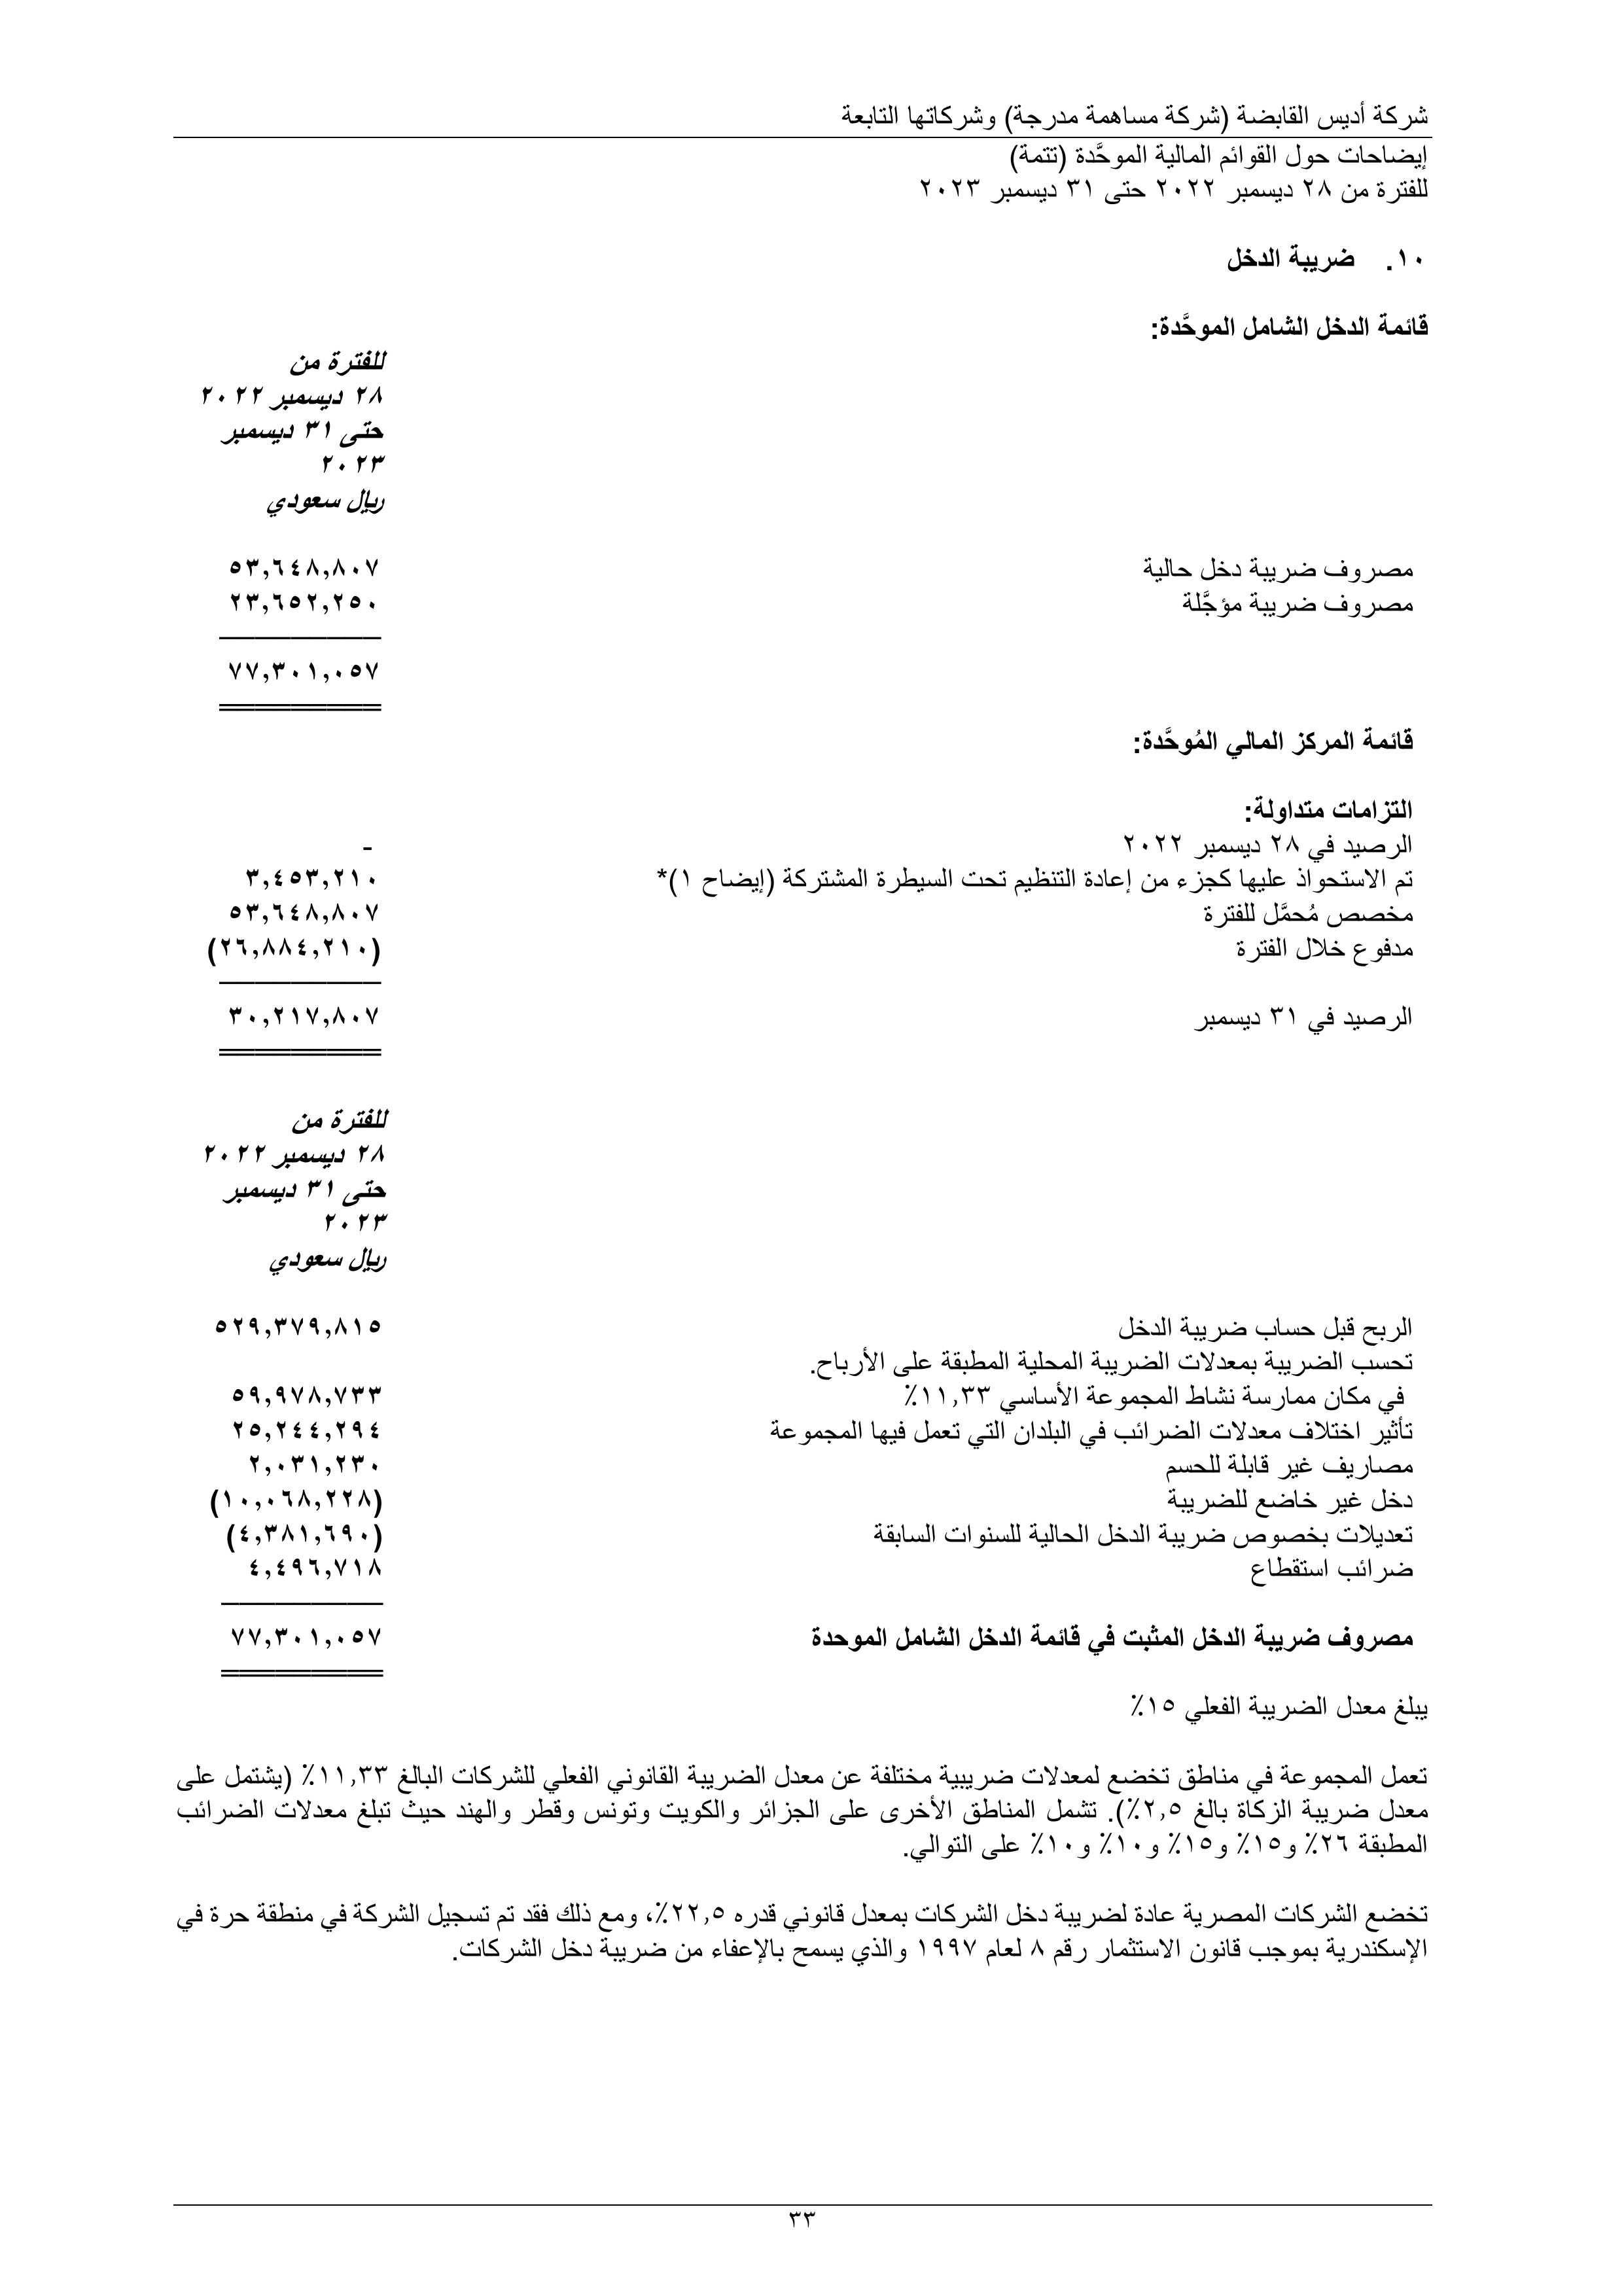 شركة أديس القابضة (شركة مساهمة مدرجة) وشركاتها التابعة
إيضاحات حول القوائم المالية الموحَّدة (تتمة)
للفترة من ٢٨ ديسمبر ٢٠٢٢ حتى ٣١ ديسمبر ٢٠٢٣
١٠. ضريبة الدخل
قائمة الدخل الشامل الموحَّدة:
للفترة من
٢٨ ديسمبر ٢٠٢٢
حتى ٣١ ديسمبر
٢٠٢٣
ريال سعودي
مصروف ضريبة دخل حالية ٥٣,٦٤٨,٨٠٧
مصروف ضريبة مؤجَّلة ٢٣,٦٥٢,٢٥٠
٧٧,٣٠١,٠٥٧
قائمة المركز المالي المُوحَّدة:
التزامات متداولة:
الرصيد في ٢٨ ديسمبر ٢٠٢٢ -
تم الاستحواذ عليها كجزء من إعادة التنظيم تحت السيطرة المشتركة (إيضاح ١)* ٣,٤٥٣,٢١٠
مخصص مُحمَّل للفترة ٥٣,٦٤٨,٨٠٧
مدفوع خلال الفترة (٢٦,٨٨٤,٢١٠)
الرصيد في ٣١ ديسمبر ٣٠,٢١٧,٨٠٧
للفترة من
٢٨ ديسمبر ٢٠٢٢
حتى ٣١ ديسمبر
٢٠٢٣
ريال سعودي
الربح قبل حساب ضريبة الدخل ٥٢٩,٣٧٩,٨١٥
تحسب الضريبة بمعدلات الضريبة المحلية المطبقة على الأرباح.
في مكان ممارسة نشاط المجموعة الأساسي ١١,٣٣٪ ٥٩,٩٧٨,٧٣٣
تأثير اختلاف معدلات الضرائب في البلدان التي تعمل فيها المجموعة ٢٥,٢٤٤,٢٩٤
مصاريف غير قابلة للحسم ٢,٠٣١,٢٣٠
دخل غير خاضع للضريبة (١٠,٠٦٨,٢٢٨)
تعديلات بخصوص ضريبة الدخل الحالية للسنوات السابقة (٤,٣٨١,٦٩٠)
ضرائب استقطاع ٤,٤٩٦,٧١٨
مصروف ضريبة الدخل المثبت في قائمة الدخل الشامل الموحدة ٧٧,٣٠١,٠٥٧
يبلغ معدل الضريبة الفعلي ١٥٪
تعمل المجموعة في مناطق تخضع لمعدلات ضريبية مختلفة عن معدل الضريبة القانوني الفعلي للشركات البالغ ١١,٣٣٪ (يشتمل على
معدل ضريبة الزكاة بالغ ٢,٥٪). تشمل المناطق الأخرى على الجزائر والكويت وتونس وقطر والهند حيث تبلغ معدلات الضرائب
المطبقة ٢٦٪ و١٥٪ و١٥٪ و١٠٪ و١٠٪ على التوالي.
تخضع الشركات المصرية عادة لضريبة دخل الشركات بمعدل قانوني قدره ٢٢,٥٪، ومع ذلك فقد تم تسجيل الشركة في منطقة حرة في
الإسكندرية بموجب قانون الاستثمار رقم ٨ لعام ١٩٩٧ والذي يسمح بالإعفاء من ضريبة دخل الشركات.
٣٣